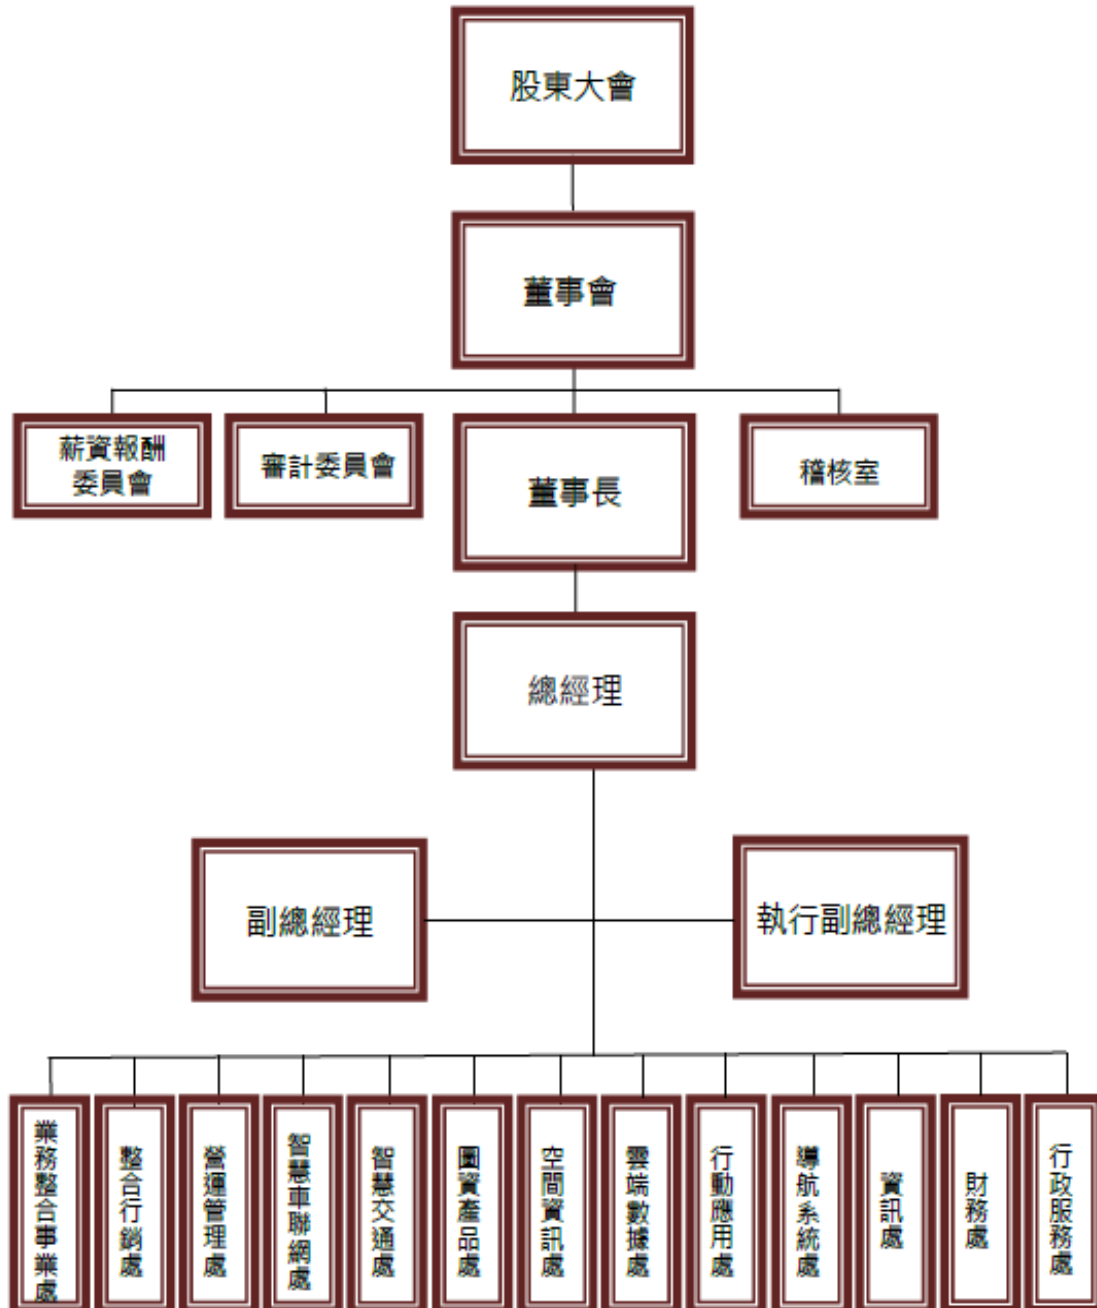 股東大會
董事會
薪資報酬
委員會
審計委員會
董事長
稽核室
總經理
副總經理
執行副總經理
業務整合事業處
整合行銷處
營運管理處
智慧車聯網處
智慧交通處
圖資產品處
空間資訊處
雲端數據處
行動應用處
導航系統處
資訊處
財務處
行政服務處